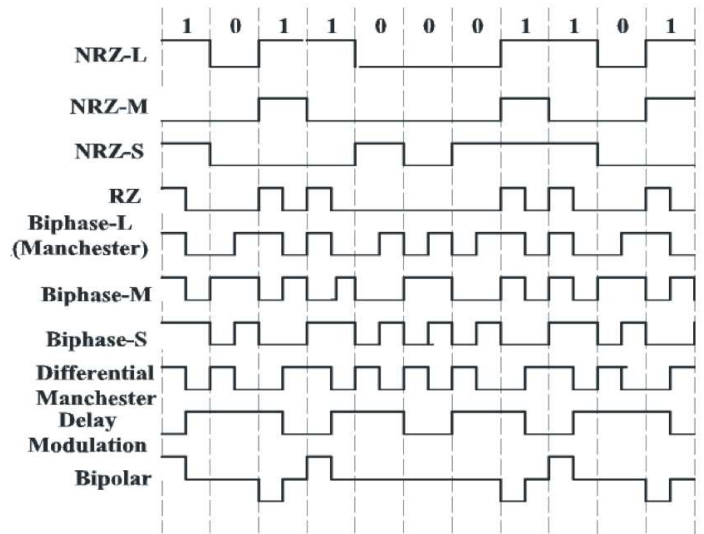 1 0 1 1 0 0 0 1 1 0 1
NRZ-L
NRZ-M
NRZ-S
RZ
Biphase-L
(Manchester)
Biphase-M
Biphase-S
Differential
Manchester
Delay
Modulation
Bipolar